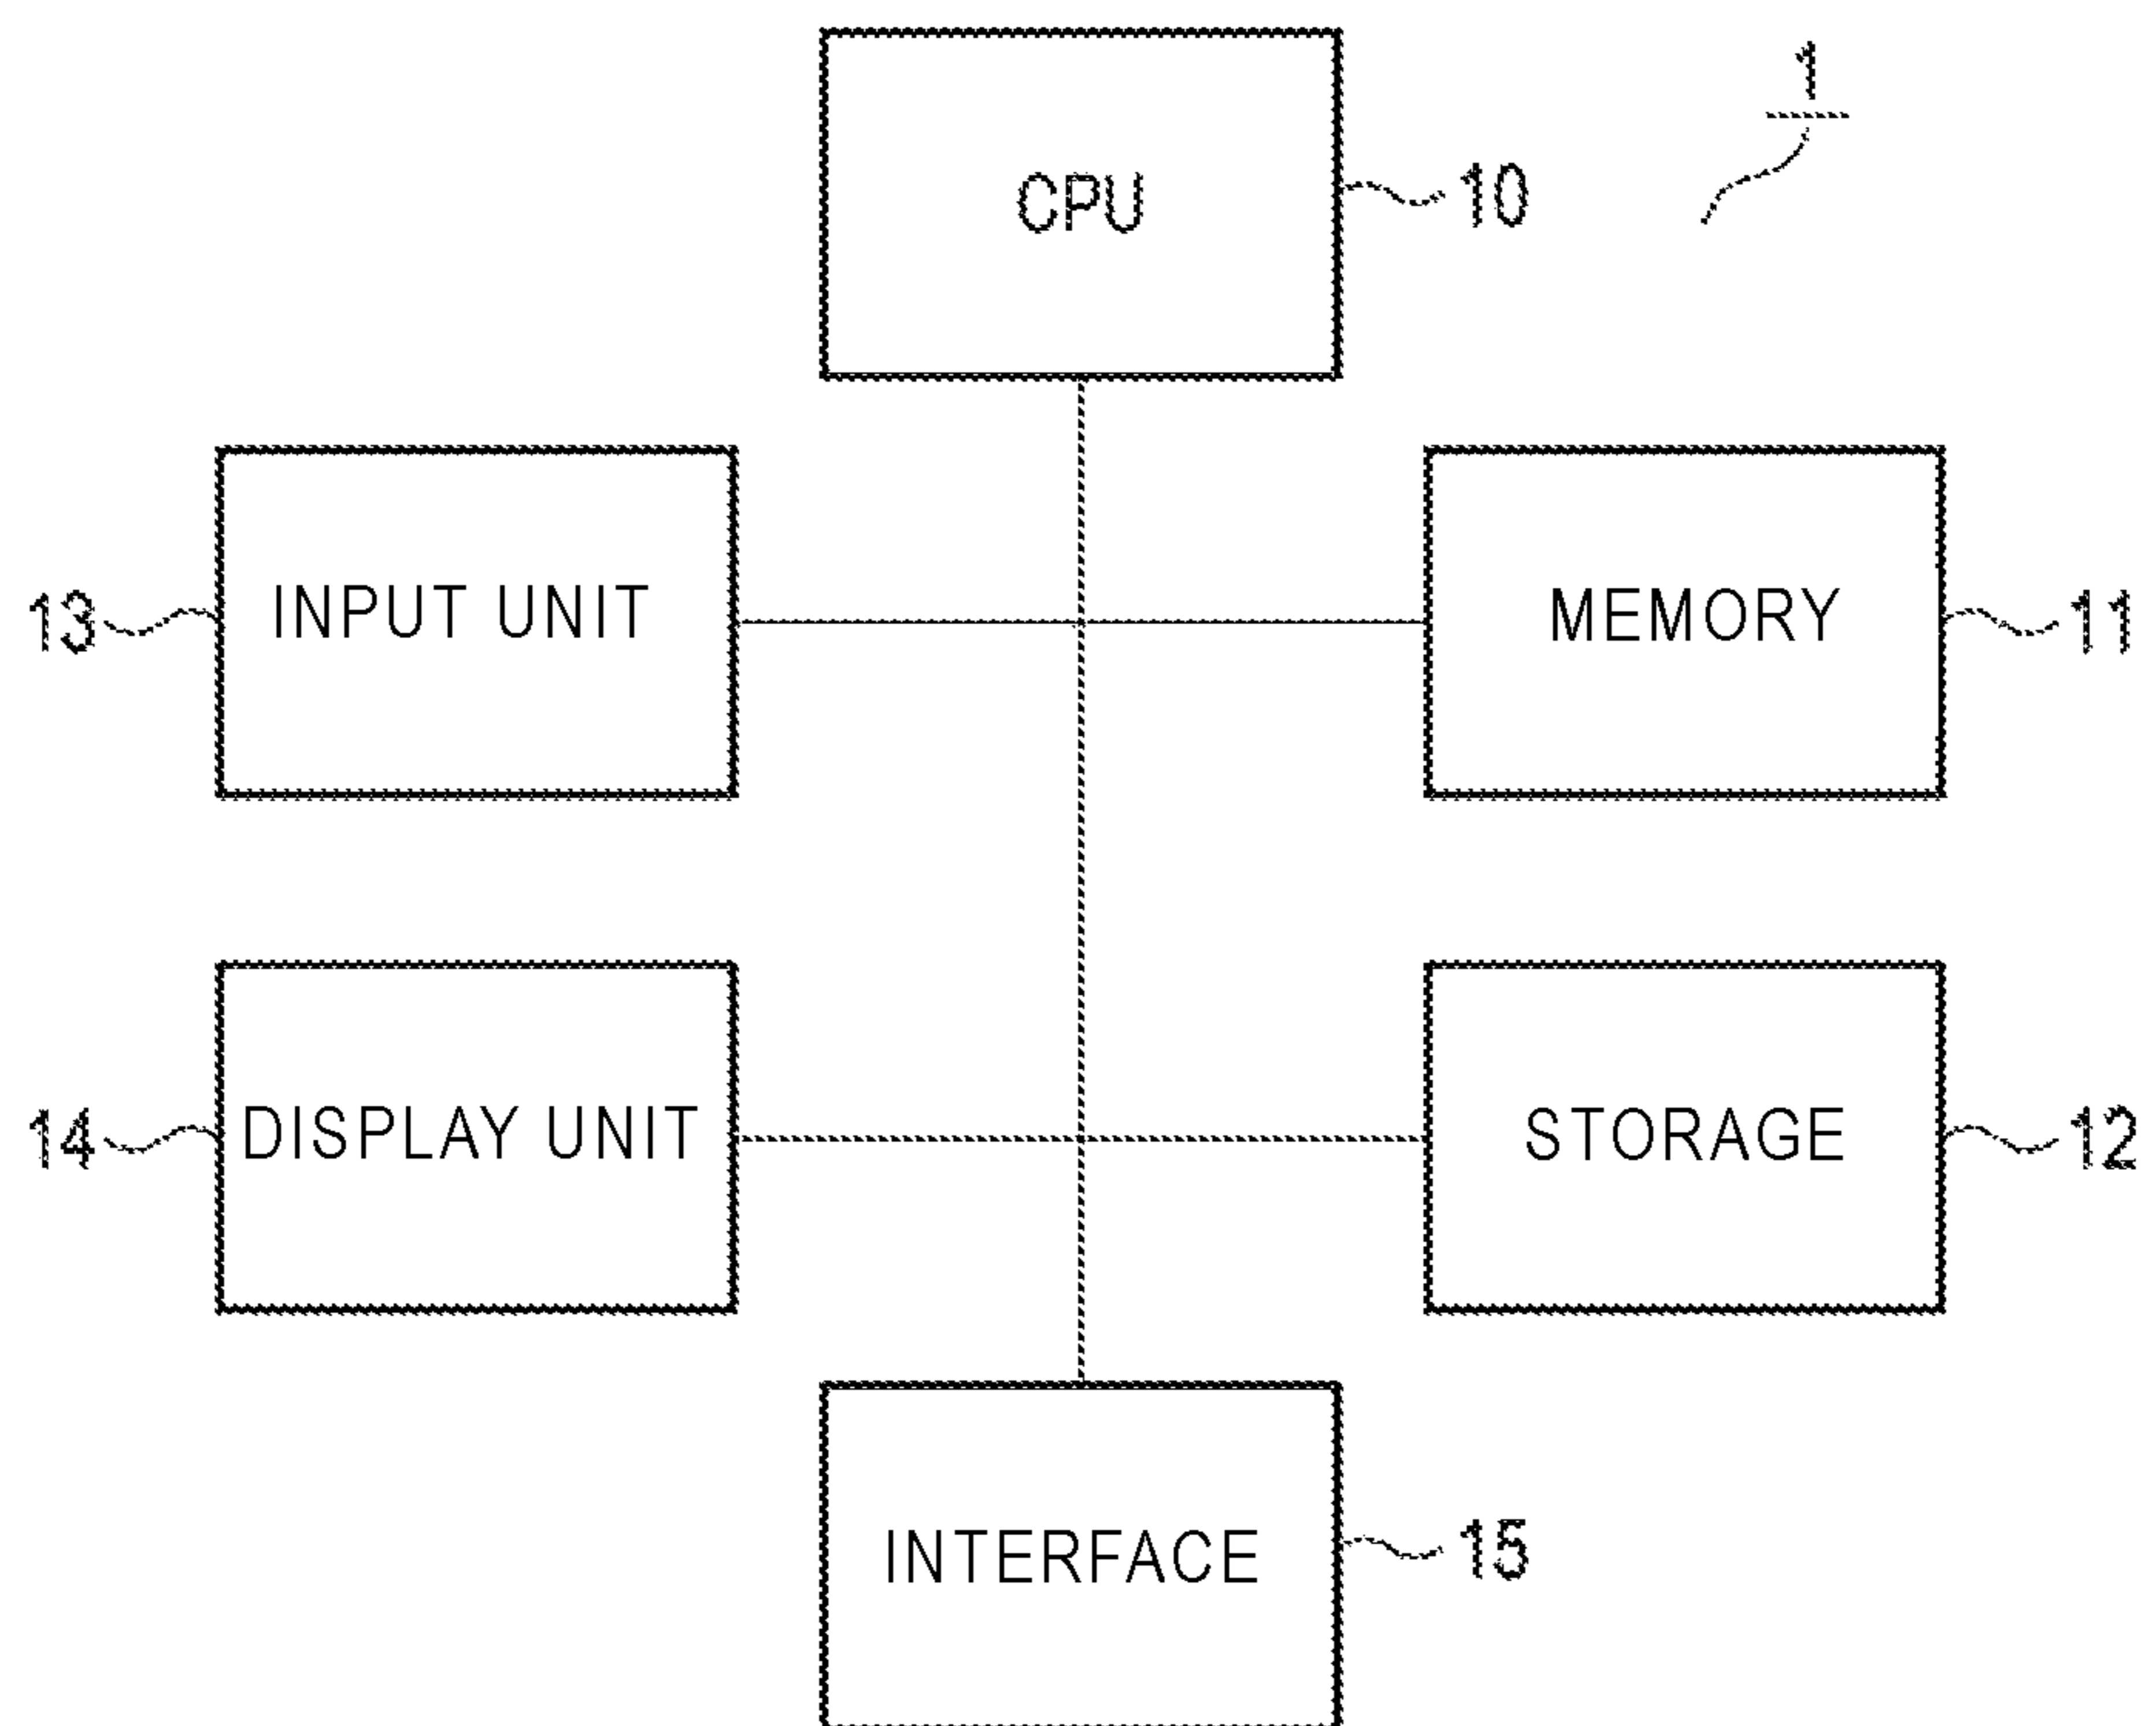 1
CPU
10
13
INPUT UNIT
MEMORY
11
14
DISPLAY UNIT
STORAGE
12
INTERFACE
15